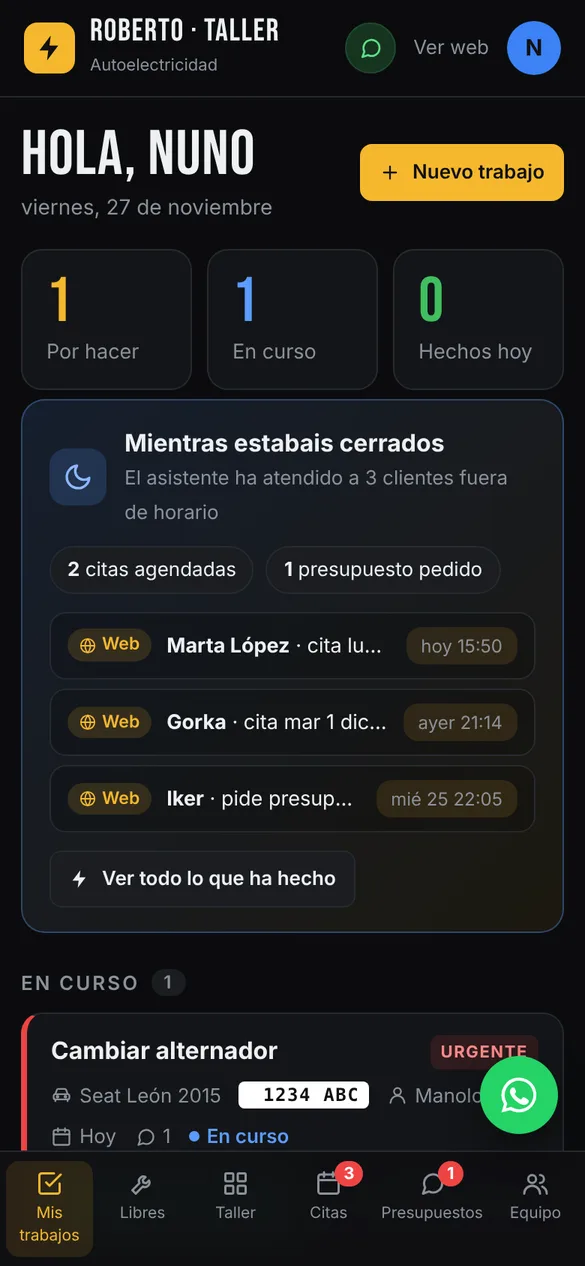 ROBERTO · TALLER
Autoelectricidad
Ver web
N
HOLA, NUNO
viernes, 27 de noviembre
+ Nuevo trabajo
1
Por hacer
1
En curso
0
Hechos hoy
Mientras estabais cerrados
El asistente ha atendido a 3 clientes fuera
de horario
2 citas agendadas
1 presupuesto pedido
Web Marta López · cita lu... hoy 15:50
Web Gorka · cita mar 1 dic... ayer 21:14
Web Iker · pide presup... mié 25 22:05
Ver todo lo que ha hecho
EN CURSO 1
Cambiar alternador URGENTE
Seat León 2015 1234 ABC Manolo
Hoy 1 En curso
Mis
trabajos
Libres
Taller
3
Citas
1
Presupuestos
Equipo